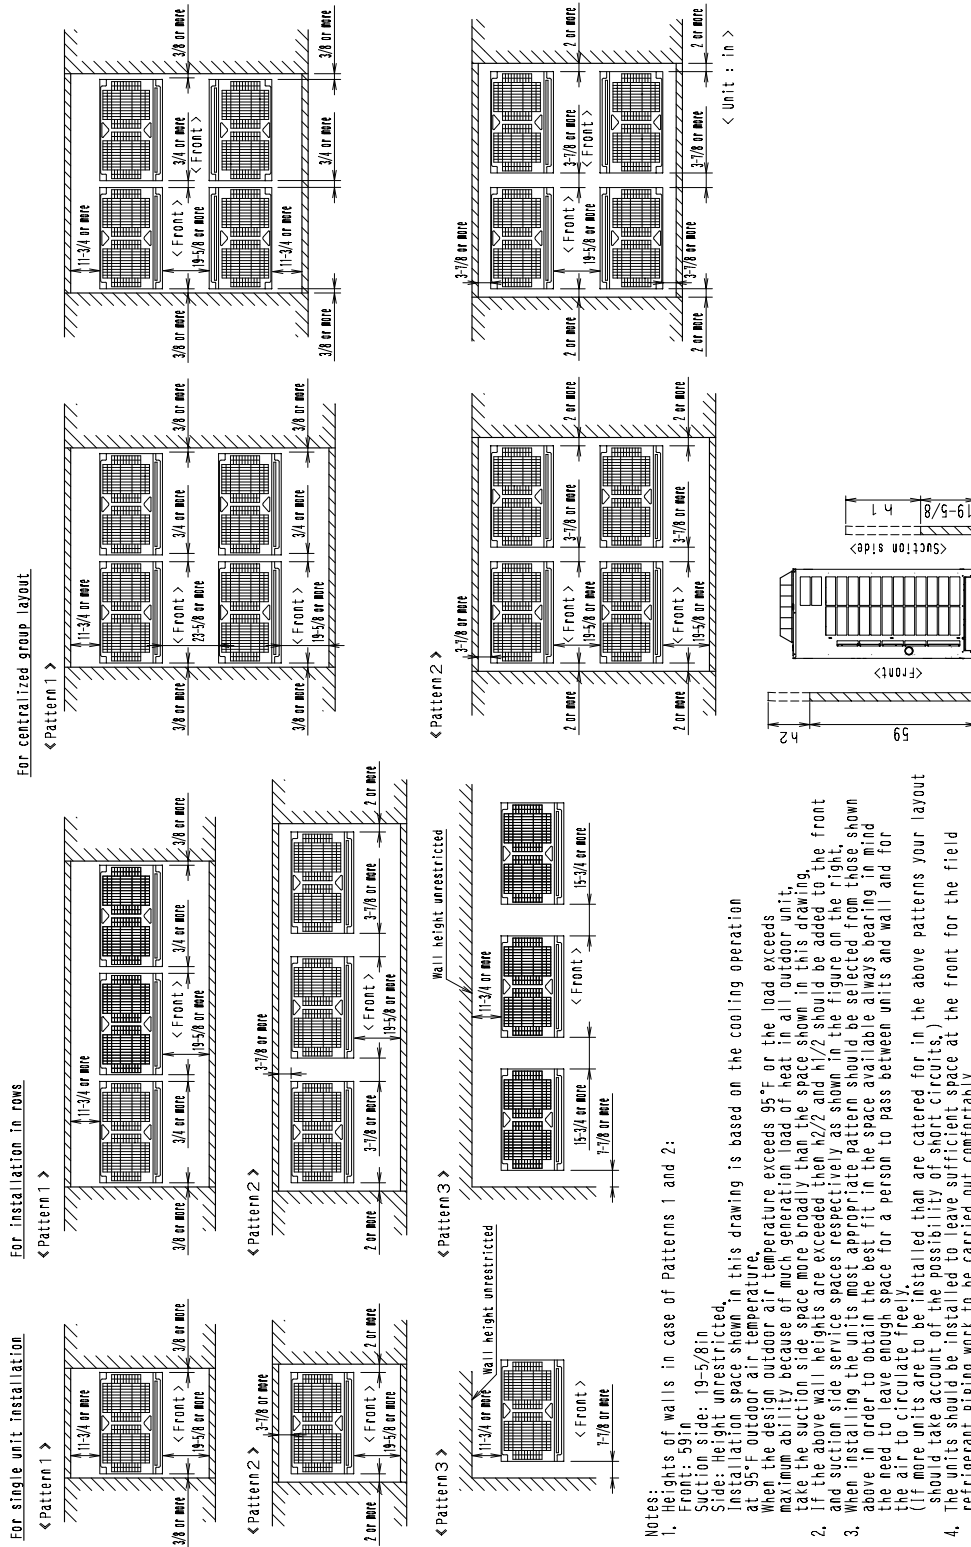 For single unit installation
≪Pattern1≫
11-3/4 or more
<Front>
19-5/8 or more
3/8 or more
3/8 or more
≪Pattern2≫
3-7/8 or more
<Front>
19-5/8 or more
2 or more
2 or more
≪Pattern3≫
Wall height unrestricted
11-3/4 or more
<Front>
7-7/8 or more
For installation in rows
≪Pattern1≫
11-3/4 or more
<Front>
19-5/8 or more
3/8 or more
3/4 or more
3/4 or more
3/8 or more
≪Pattern2≫
3-7/8 or more
<Front>
19-5/8 or more
2 or more
3-7/8 or more
3-7/8 or more
2 or more
≪Pattern3≫
Wall height unrestricted
11-3/4 or more
<Front>
15-3/4 or more
15-3/4 or more
7-7/8 or more
For centralized group layout
≪Pattern1≫
11-3/4 or more
<Front>
23-5/8 or more
3/8 or more
3/4 or more
3/8 or more
<Front>
19-5/8 or more
3/8 or more
3/4 or more
3/8 or more
11-3/4 or more
<Front>
19-5/8 or more
<Front>
3/8 or more
3/4 or more
3/8 or more
11-3/4 or more
3/8 or more
3/4 or more
3/8 or more
≪Pattern2≫
3-7/8 or more
<Front>
19-5/8 or more
2 or more
3-7/8 or more
2 or more
<Front>
19-5/8 or more
2 or more
3-7/8 or more
2 or more
3-7/8 or more
<Front>
19-5/8 or more
<Front>
2 or more
3-7/8 or more
2 or more
3-7/8 or more
2 or more
3-7/8 or more
2 or more
< Unit : in >
h2
59
<Front>
<Suction side>
h1
19-5/8
Notes:
1. Heights of walls in case of Patterns 1 and 2:
Front: 59in
Suction side: 19-5/8in
Side: Height unrestricted.
Installation space shown in this drawing is based on the cooling operation
at 95°F outdoor air temperature.
When the design outdoor air temperature exceeds 95°F or the load exceeds
maximum ability because of much generation load of heat in all outdoor unit,
take the suction side space more broadly than the space shown in this drawing.
2. If the above wall heights are exceeded then h2/2 and h1/2 should be added to the front
and suction side service spaces respectively as shown in the figure on the right.
3. When installing the units most appropriate pattern should be selected from those shown
above in order to obtain the best fit in the space available always bearing in mind
the need to leave enough space for a person to pass between units and wall and for
the air to circulate freely.
(If more units are to be installed than are catered for in the above patterns your layout
should take account of the possibility of short circuits.)
4. The units should be installed to leave sufficient space at the front for the field
refrigerant piping work to be carried out comfortably.